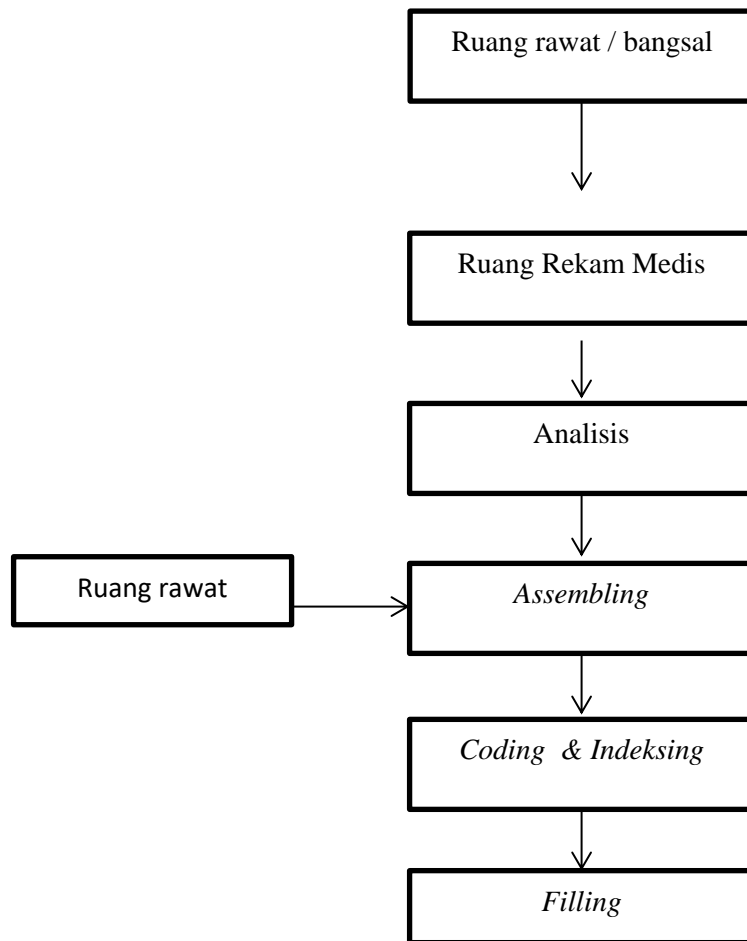 Ruang rawat / bangsal
Ruang Rekam Medis
Analisis
Ruang rawat
Assembling
Coding & Indeksing
Filling